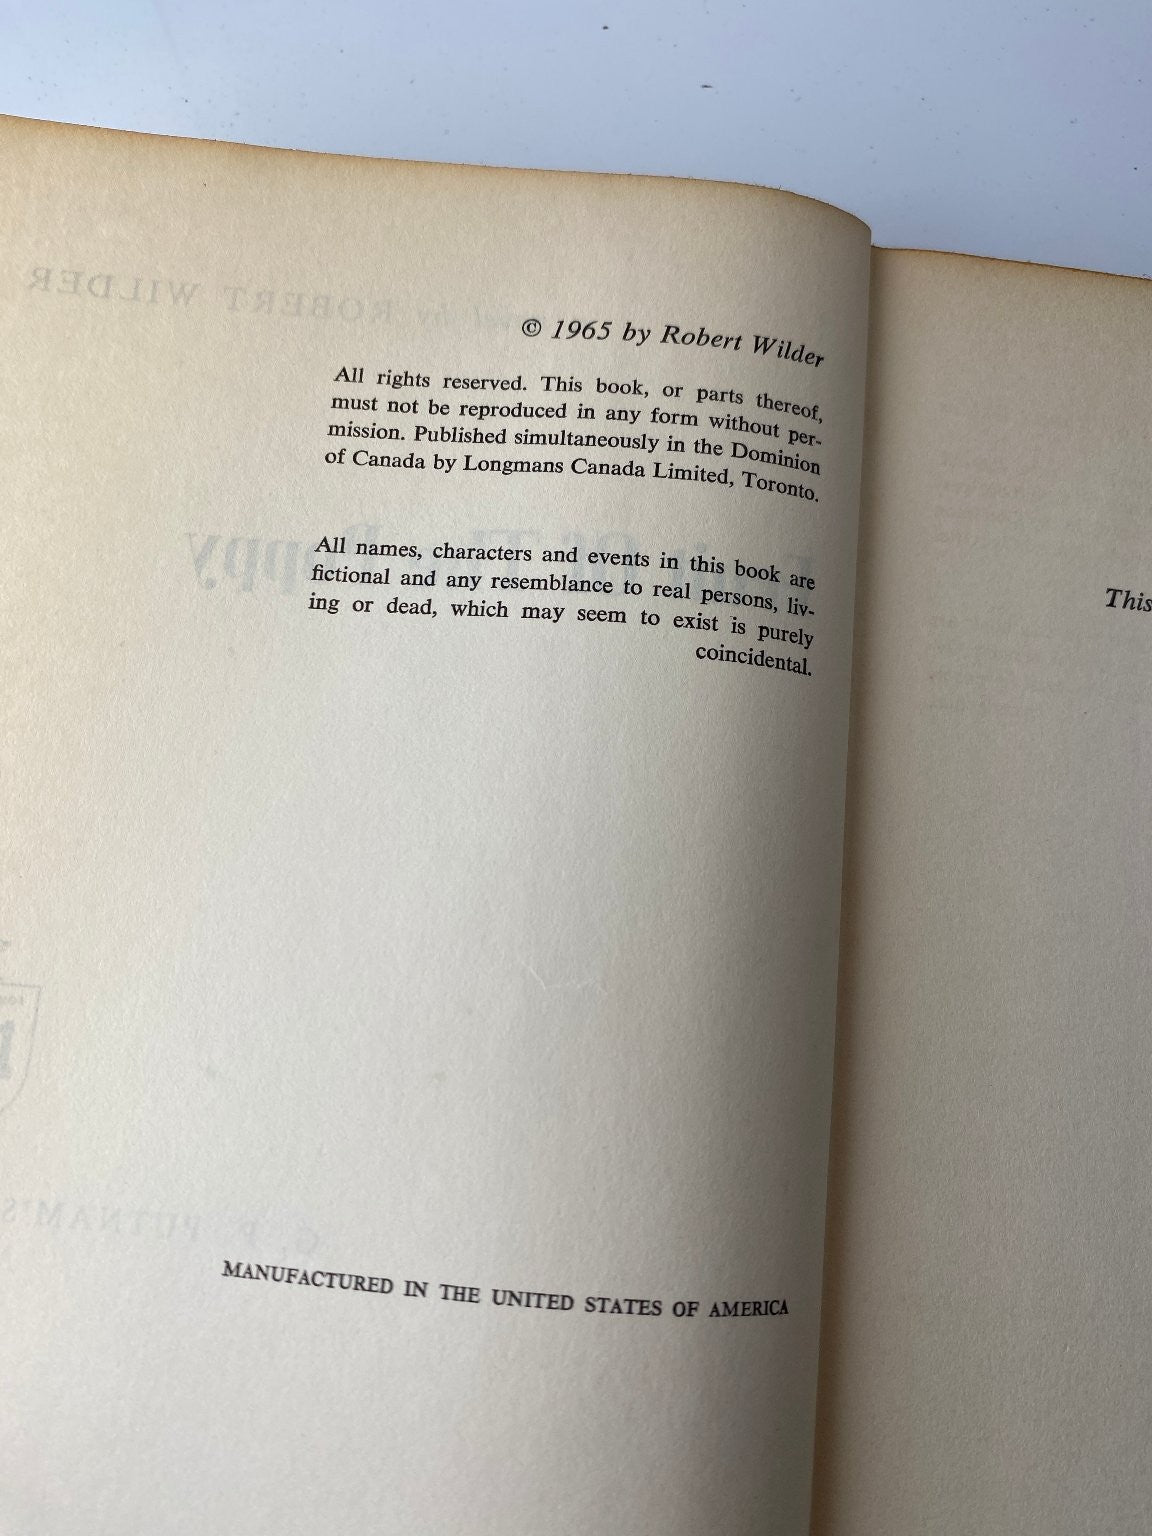 © 1965 by Robert Wilder
All rights reserved. This book, or parts thereof,
must not be reproduced in any form without per-
mission. Published simultaneously in the Dominion
of Canada by Longmans Canada Limited, Toronto.
All names, characters and events in this book are
fictional and any resemblance to real persons, liv-
ing or dead, which may seem to exist is purely
coincidental.
This
MANUFACTURED IN THE UNITED STATES OF AMERICA